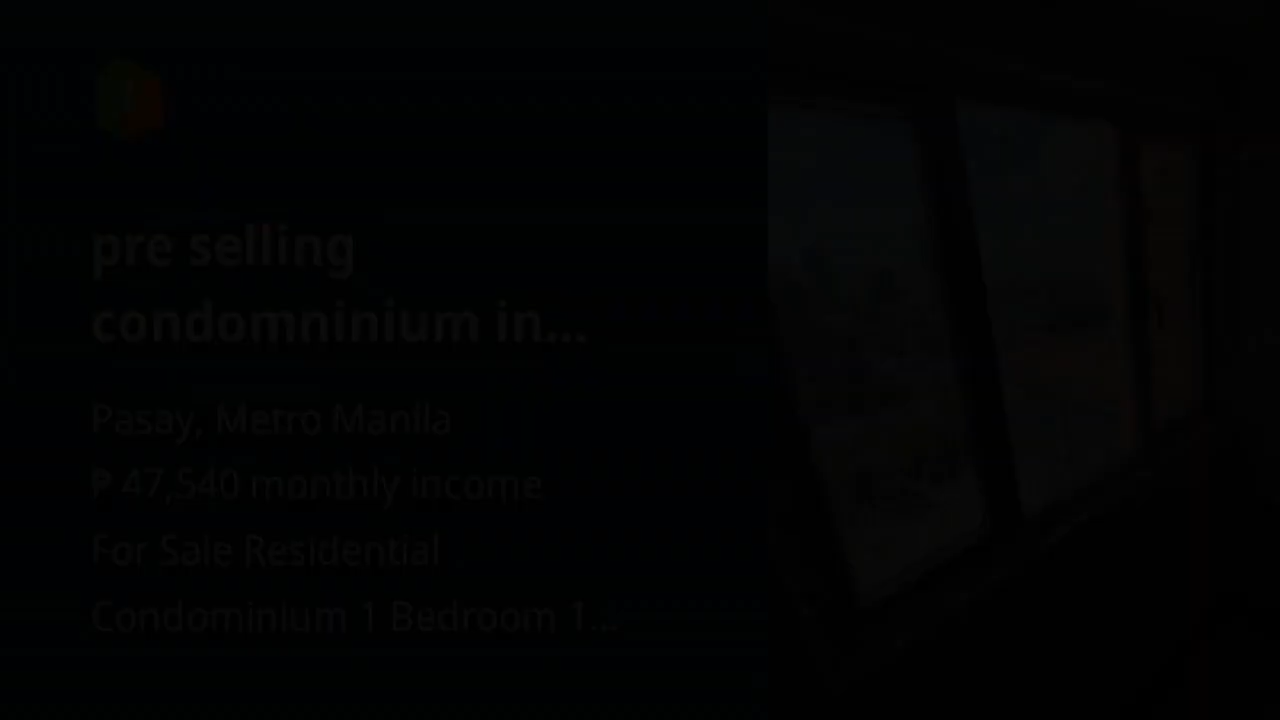 pre selling
condomninium in...
Pasay, Metro Manila
₱ 47,540 monthly income
For Sale Residential
Condominium 1 Bedroom 1...